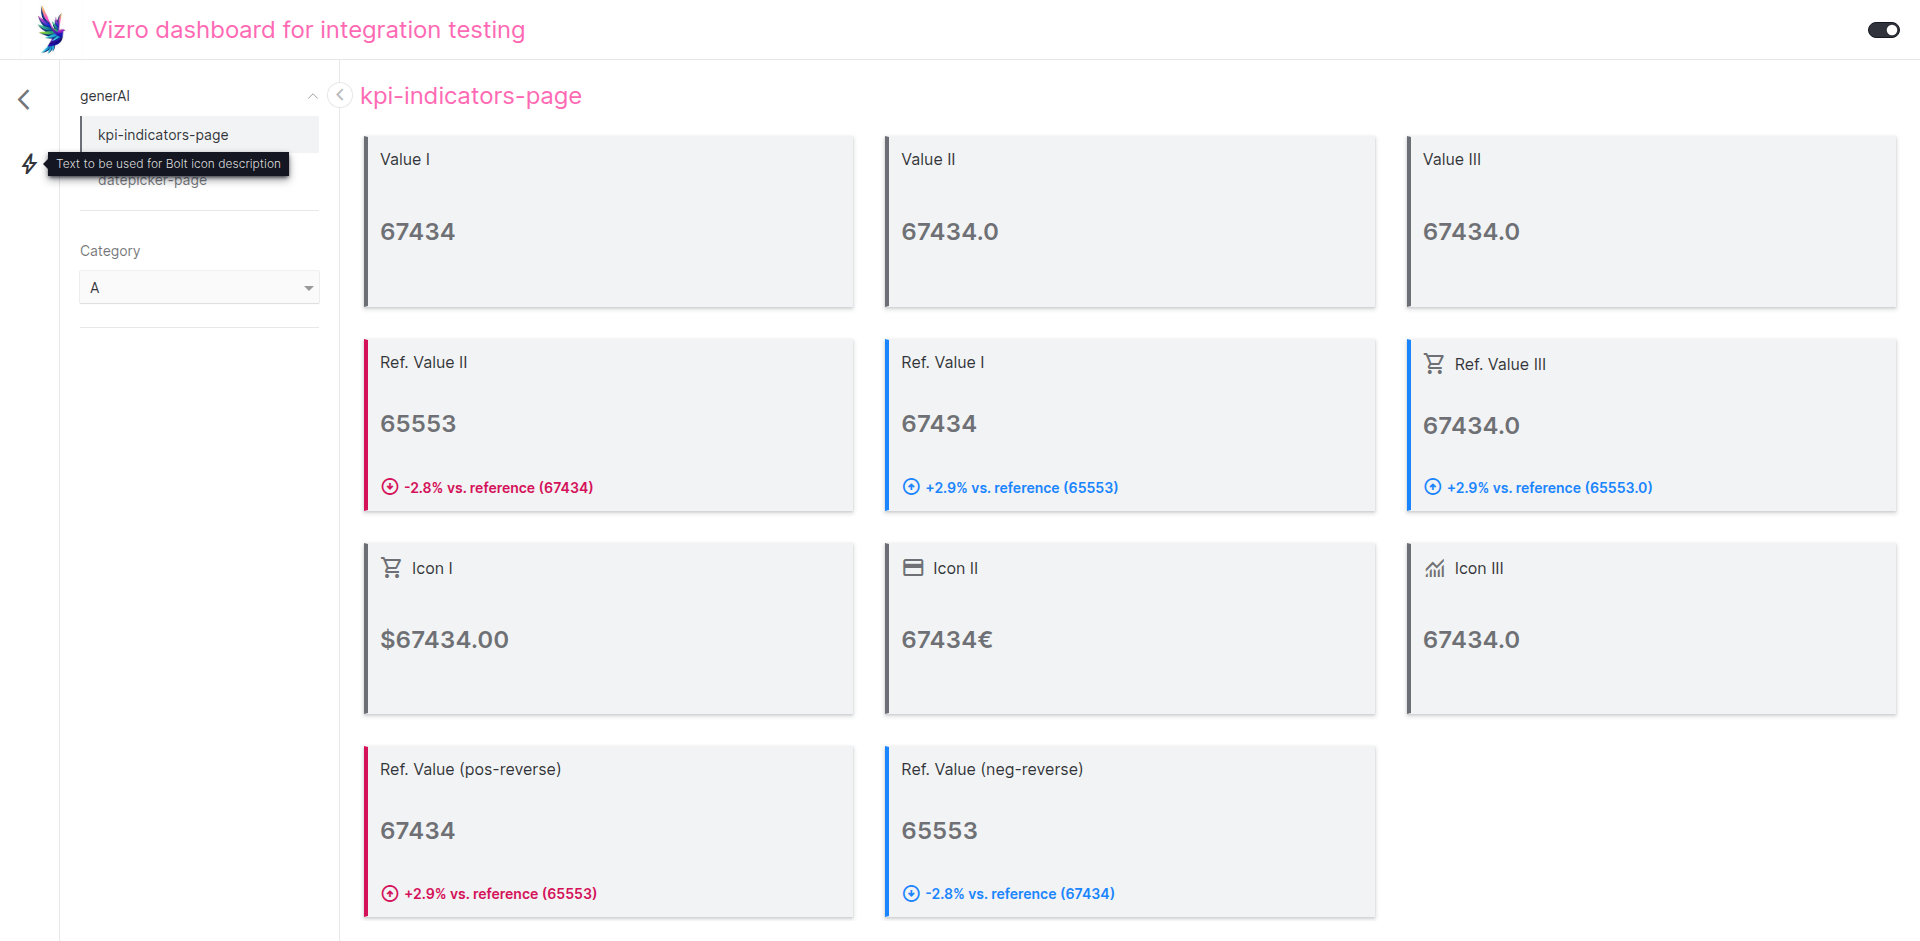 Vizro dashboard for integration testing
generAI
kpi-indicators-page
Text to be used for Bolt icon description
datepicker-page
Category
A
kpi-indicators-page
Value I
67434
Value II
67434.0
Value III
67434.0
Ref. Value II
65553
-2.8% vs. reference (67434)
Ref. Value I
67434
+2.9% vs. reference (65553)
Ref. Value III
67434.0
+2.9% vs. reference (65553.0)
Icon I
$67434.00
Icon II
67434€
Icon III
67434.0
Ref. Value (pos-reverse)
67434
+2.9% vs. reference (65553)
Ref. Value (neg-reverse)
65553
-2.8% vs. reference (67434)